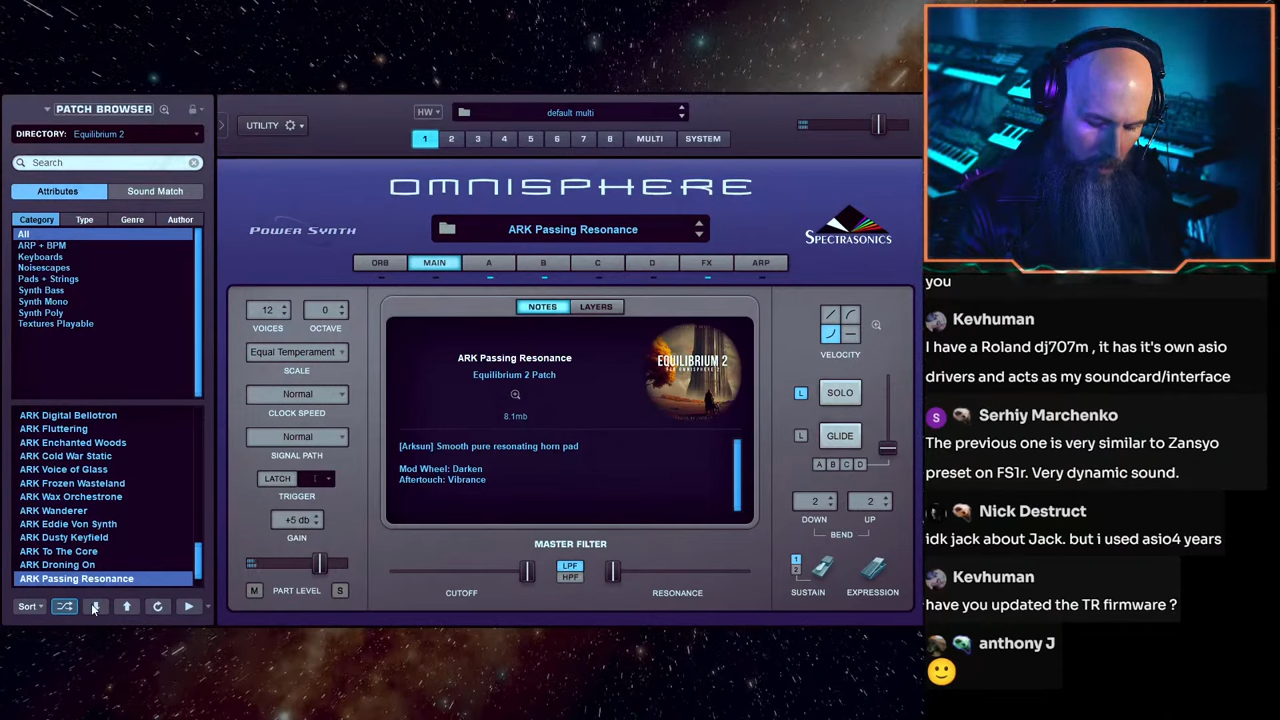 PATCH BROWSER
DIRECTORY: Equilibrium 2
Search
Attributes
Sound Match
Category
Type
Genre
Author
All
ARP + BPM
Keyboards
Noisescapes
Pads + Strings
Synth Bass
Synth Mono
Synth Poly
Textures Playable
ARK Digital Bellotron
ARK Fluttering
ARK Enchanted Woods
ARK Cold War Static
ARK Voice of Glass
ARK Frozen Wasteland
ARK Wax Orchestrone
ARK Wanderer
ARK Eddie Von Synth
ARK Dusty Keyfield
ARK To The Core
ARK Droning On
ARK Passing Resonance
Sort
UTILITY
HW
default multi
1 2 3 4 5 6 7 8 MULTI SYSTEM
OMNISPHERE
POWER SYNTH
ARK Passing Resonance
SPECTRASONICS
ORB MAIN A B C D FX ARP
12
VOICES
0
OCTAVE
Equal Temperament
SCALE
Normal
CLOCK SPEED
Normal
SIGNAL PATH
LATCH
TRIGGER
+5 db
GAIN
M PART LEVEL S
NOTES
LAYERS
ARK Passing Resonance
Equilibrium 2 Patch
8.1mb
EQUILIBRIUM 2
FOR OMNISPHERE 2
[Arksun] Smooth pure resonating horn pad
Mod Wheel: Darken
Aftertouch: Vibrance
MASTER FILTER
LPF
HPF
CUTOFF
RESONANCE
VELOCITY
L SOLO
L GLIDE
A B C D
2
DOWN
2
UP
BEND
1
2
SUSTAIN
EXPRESSION
you
Kevhuman
I have a Roland dj707m , it has it's own asio
drivers and acts as my soundcard/interface
S Serhiy Marchenko
The previous one is very similar to Zansyo
preset on FS1r. Very dynamic sound.
Nick Destruct
idk jack about Jack. but i used asio4 years
Kevhuman
have you updated the TR firmware ?
anthony J